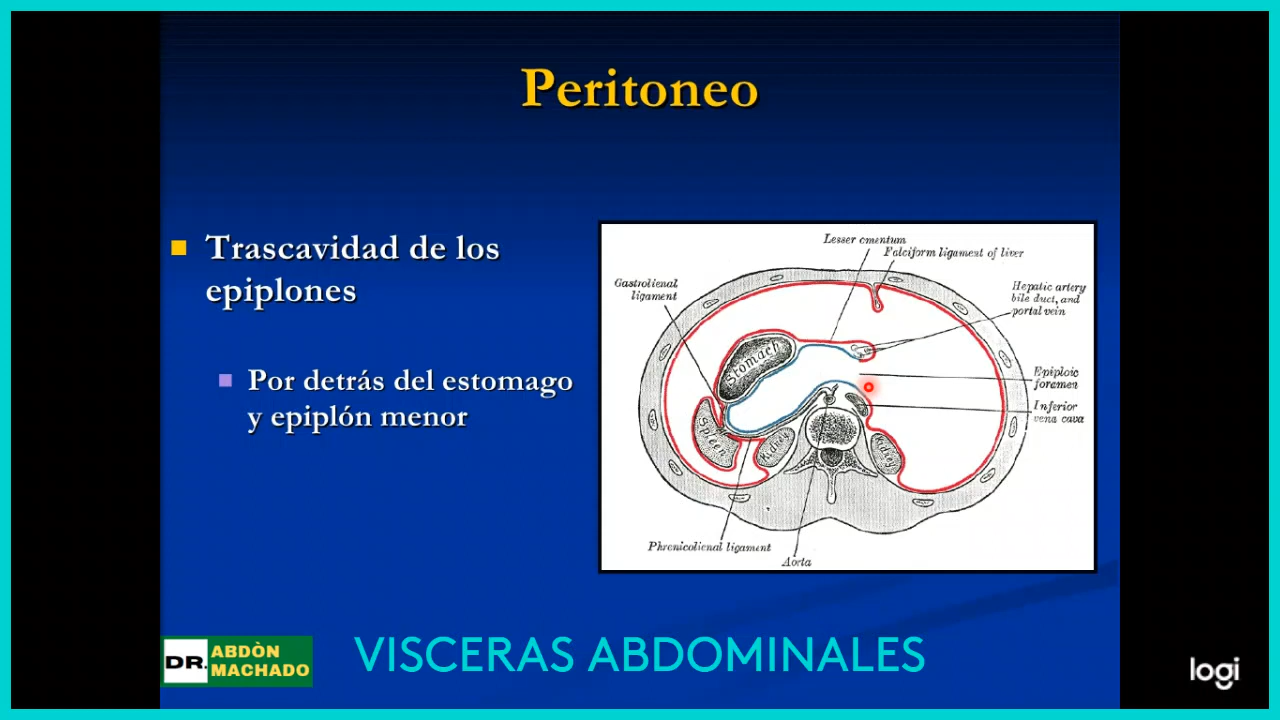 Peritoneo
Trascavidad de los
epiplones
Por detrás del estomago
y epiplón menor
Lesser omentum
Falciform ligament of liver
Gastrolienal
ligament
Hepatic artery
bile duct, and
portal vein
Stomach
Epiploic
foramen
Inferior
vena cava
Spleen
Kidney
Kidney
Phrenicolienal ligament
Aorta
DR. ABDÒN
MACHADO
VISCERAS ABDOMINALES
logi